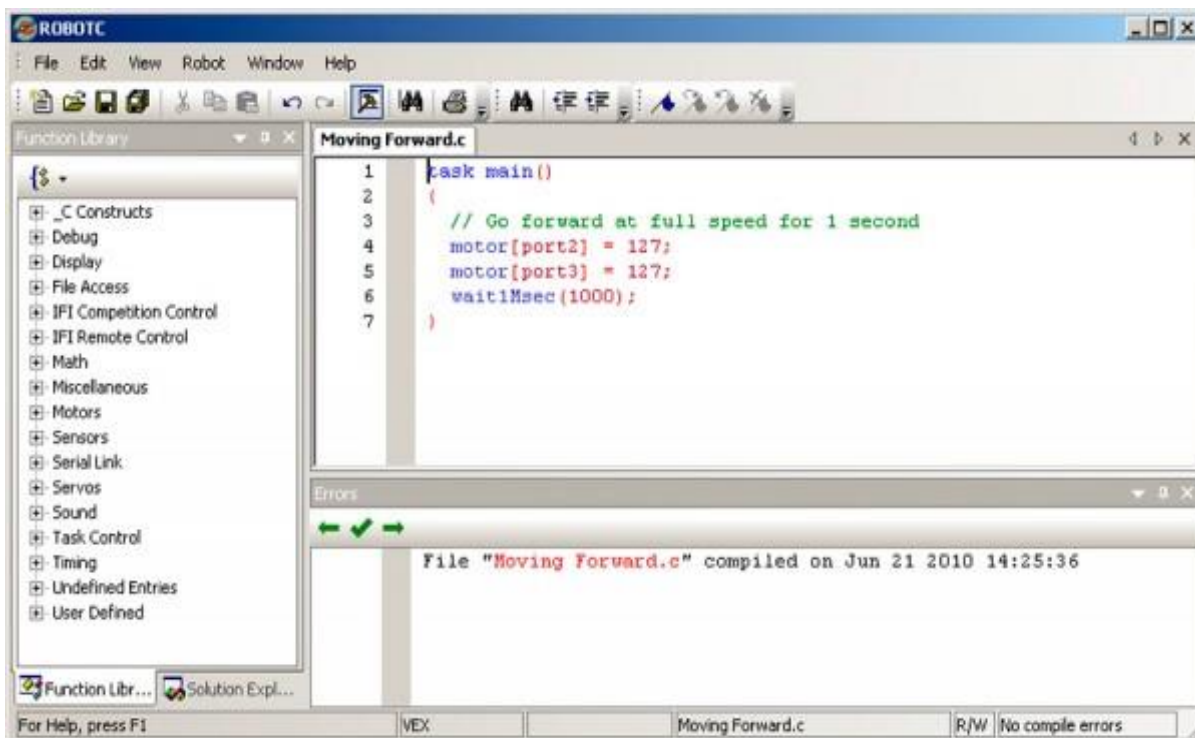 ROBOTC
File Edit View Robot Window Help
Function Library
_C Constructs
Debug
Display
File Access
IFI Competition Control
IFI Remote Control
Math
Miscellaneous
Motors
Sensors
Serial Link
Servos
Sound
Task Control
Timing
Undefined Entries
User Defined
Function Libr... Solution Expl...
Moving Forward.c
1 task main()
2 {
3 // Go forward at full speed for 1 second
4 motor[port2] = 127;
5 motor[port3] = 127;
6 wait1Msec(1000);
7 }
Errors
File "Moving Forward.c" compiled on Jun 21 2010 14:25:36
For Help, press F1 VEX Moving Forward.c R/W No compile errors